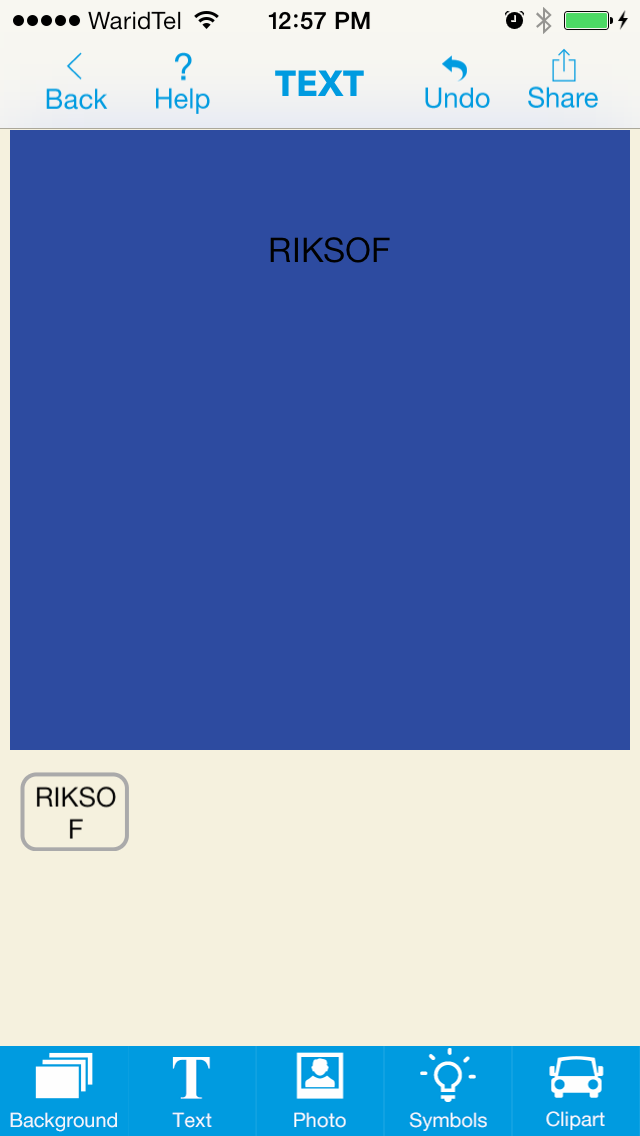 WaridTel 12:57 PM
Back ? Help TEXT Undo Share
RIKSOF
RIKSO
F
Background Text Photo Symbols Clipart